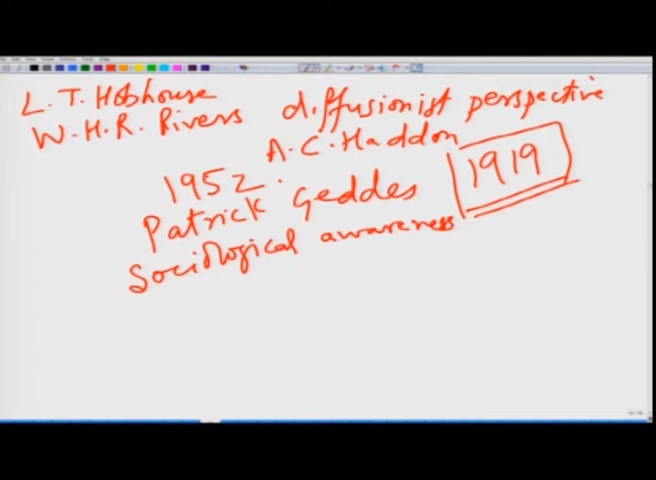 L. T. Hobhouse
W. H. R. Rivers diffusionist perspective
A. C. Haddon
1952. 1919
Patrick Geddes
Sociological awareness